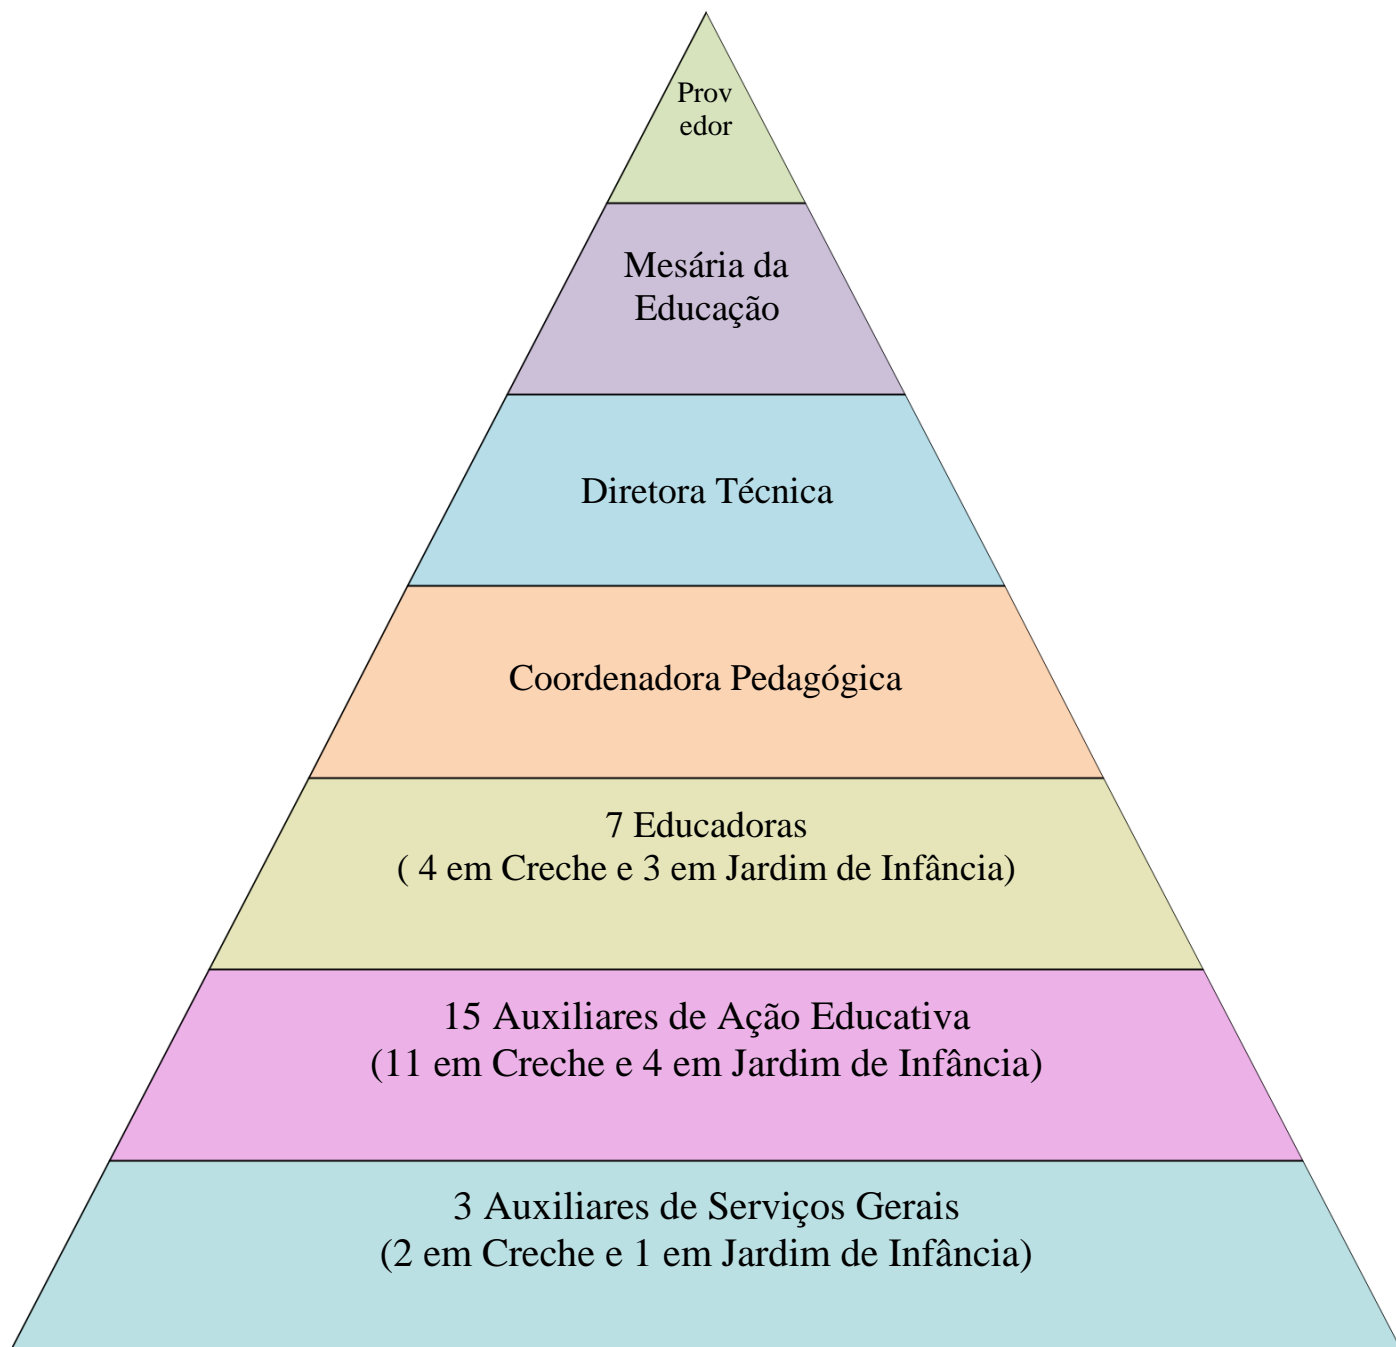 Prov
edor
Mesária da
Educação
Diretora Técnica
Coordenadora Pedagógica
7 Educadoras
( 4 em Creche e 3 em Jardim de Infância)
15 Auxiliares de Ação Educativa
(11 em Creche e 4 em Jardim de Infância)
3 Auxiliares de Serviços Gerais
(2 em Creche e 1 em Jardim de Infância)